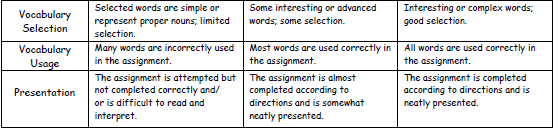 Vocabulary
Selection
Selected words are simple or
represent proper nouns; limited
selection.
Some interesting or advanced
words; some selection.
Interesting or complex words;
good selection.
Vocabulary
Usage
Many words are incorrectly used
in the assignment.
Most words are used correctly in
the assignment.
All words are used correctly in
the assignment.
Presentation
The assignment is attempted but
not completed correctly and/
or is difficult to read and
interpret.
The assignment is almost
completed according to
directions and is somewhat
neatly presented.
The assignment is completed
according to directions and is
neatly presented.